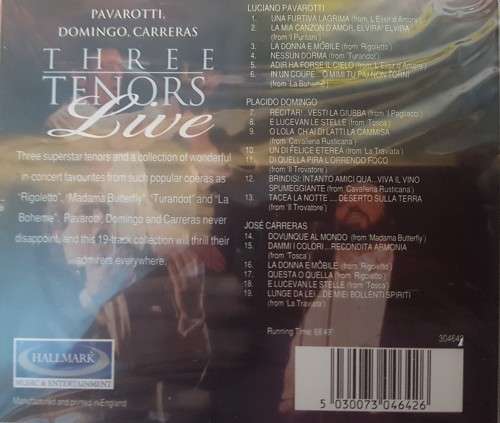 PAVAROTTI,
DOMINGO, CARRERAS
THREE
TENORS
Live
Three superstar tenors and a collection of wonderful
in concert favourites from such popular operas as
"Rigoletto", "Madama Butterfly", "Turandot" and "La
Boheme". Pavarotti, Domingo and Carreras never
disappoint, and this 19-track collection will thrill their
admirers everywhere.
HALLMARK
MUSIC & ENTERTAINMENT
Manufactured and printed in England
LUCIANO PAVAROTTI
1. UNA FURTIVA LAGRIMA (from 'L'Elisir d'Amore')
2. LA MIA CANZON D'AMOR, ELVIRA' ELVIRA
(from 'I Puritani')
3. LA DONNA E MÓBILE (from 'Rigoletto')
4. NESSUN DORMA (from 'Turandot')
5. ADIR HA FORSE IL CIELO (from 'L'Elisir d'Amore')
6. IN UN COUPE... O MIMI TU PIU NON TORNI
(from 'La Boheme')
PLACIDO DOMINGO
7. RECITAR!...VESTI LA GIUBBA (from 'I Pagliacci')
8. E LUCEVAN LE STELLE (from 'Tosca')
9. O LOLA CH'AI DI LATTI LA CAMMISA
(from 'Cavalleria Rusticana')
10. UN DI FELICE ETEREA (from 'La Traviata')
11. DI QUELLA PIRA L'ORRENDO FOCO
(from 'Il Trovatore')
12. BRINDISI: INTANTO AMICI QUA...VIVA IL VINO
SPUMEGGIANTE (from 'Cavalleria Rusticana')
13. TACEA LA NOTTE .... DESERTO SULLA TERRA
(from 'Il Trovatore')
JOSÉ CARRERAS
14. DOVUNQUE AL MONDO (from 'Madama Butterfly')
15. DAMMI I COLORI... RECONDITA ARMONIA
(from 'Tosca')
16. LA DONNA E MÓBILE (from 'Rigoletto')
17. QUESTA O QUELLA (from 'Rigoletto')
18. E LUCEVAN LE STELLE (from 'Tosca')
19. LUNGE DA LEI... DE MIEI BOLLENTI SPIRITI
(from 'La Traviata')
Running Time:
304642
5 030073 046426